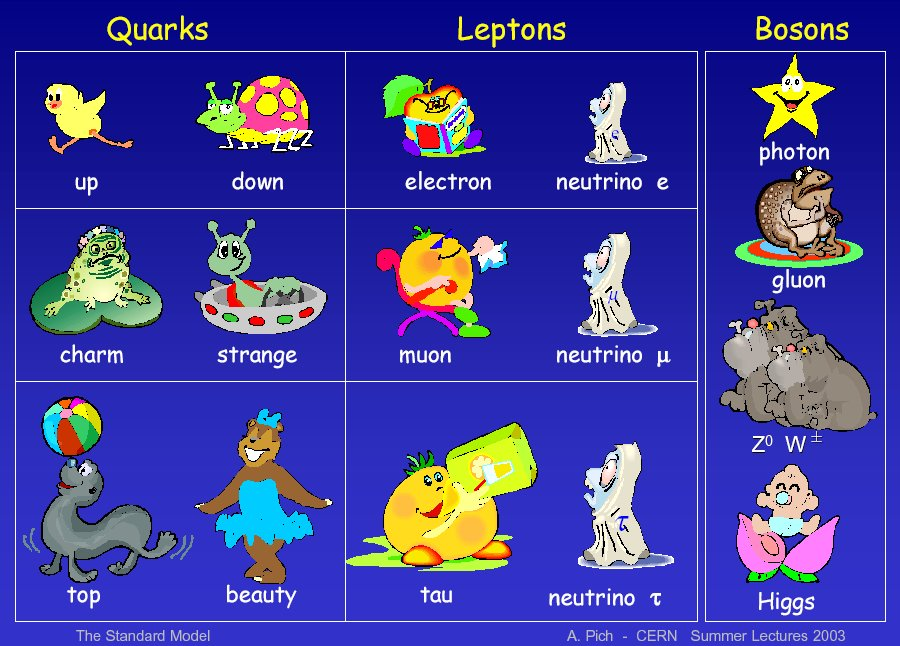 Quarks Leptons Bosons
up down electron neutrino e photon
gluon
charm strange muon neutrino μ
Z⁰ W±
top beauty tau neutrino τ Higgs
e
μ
τ
The Standard Model A. Pich - CERN Summer Lectures 2003